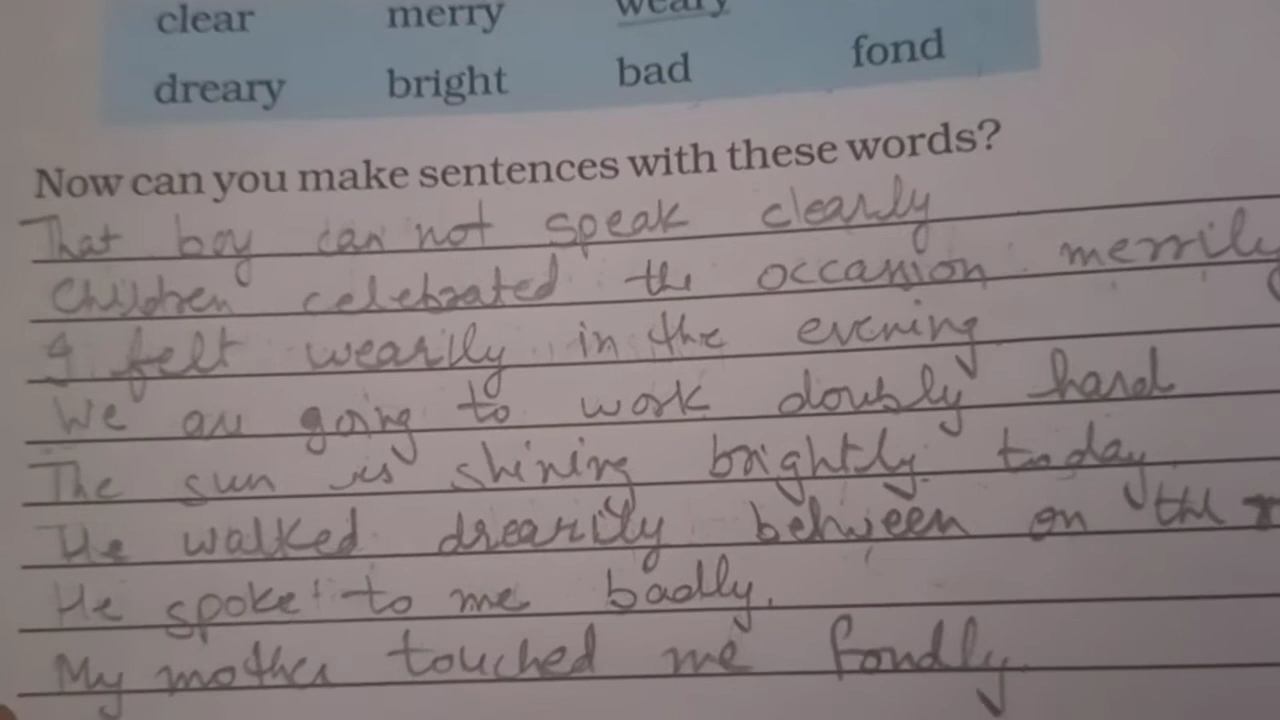 clear merry weary
dreary bright bad fond
Now can you make sentences with these words?
That boy can not speak clearly
Children celebrated the occassion merrily
I felt wearily in the evening
We are going to work doubly hard
The sun is shining brightly today
He walked drearily between on the
He spoke to me badly.
My mother touched me fondly